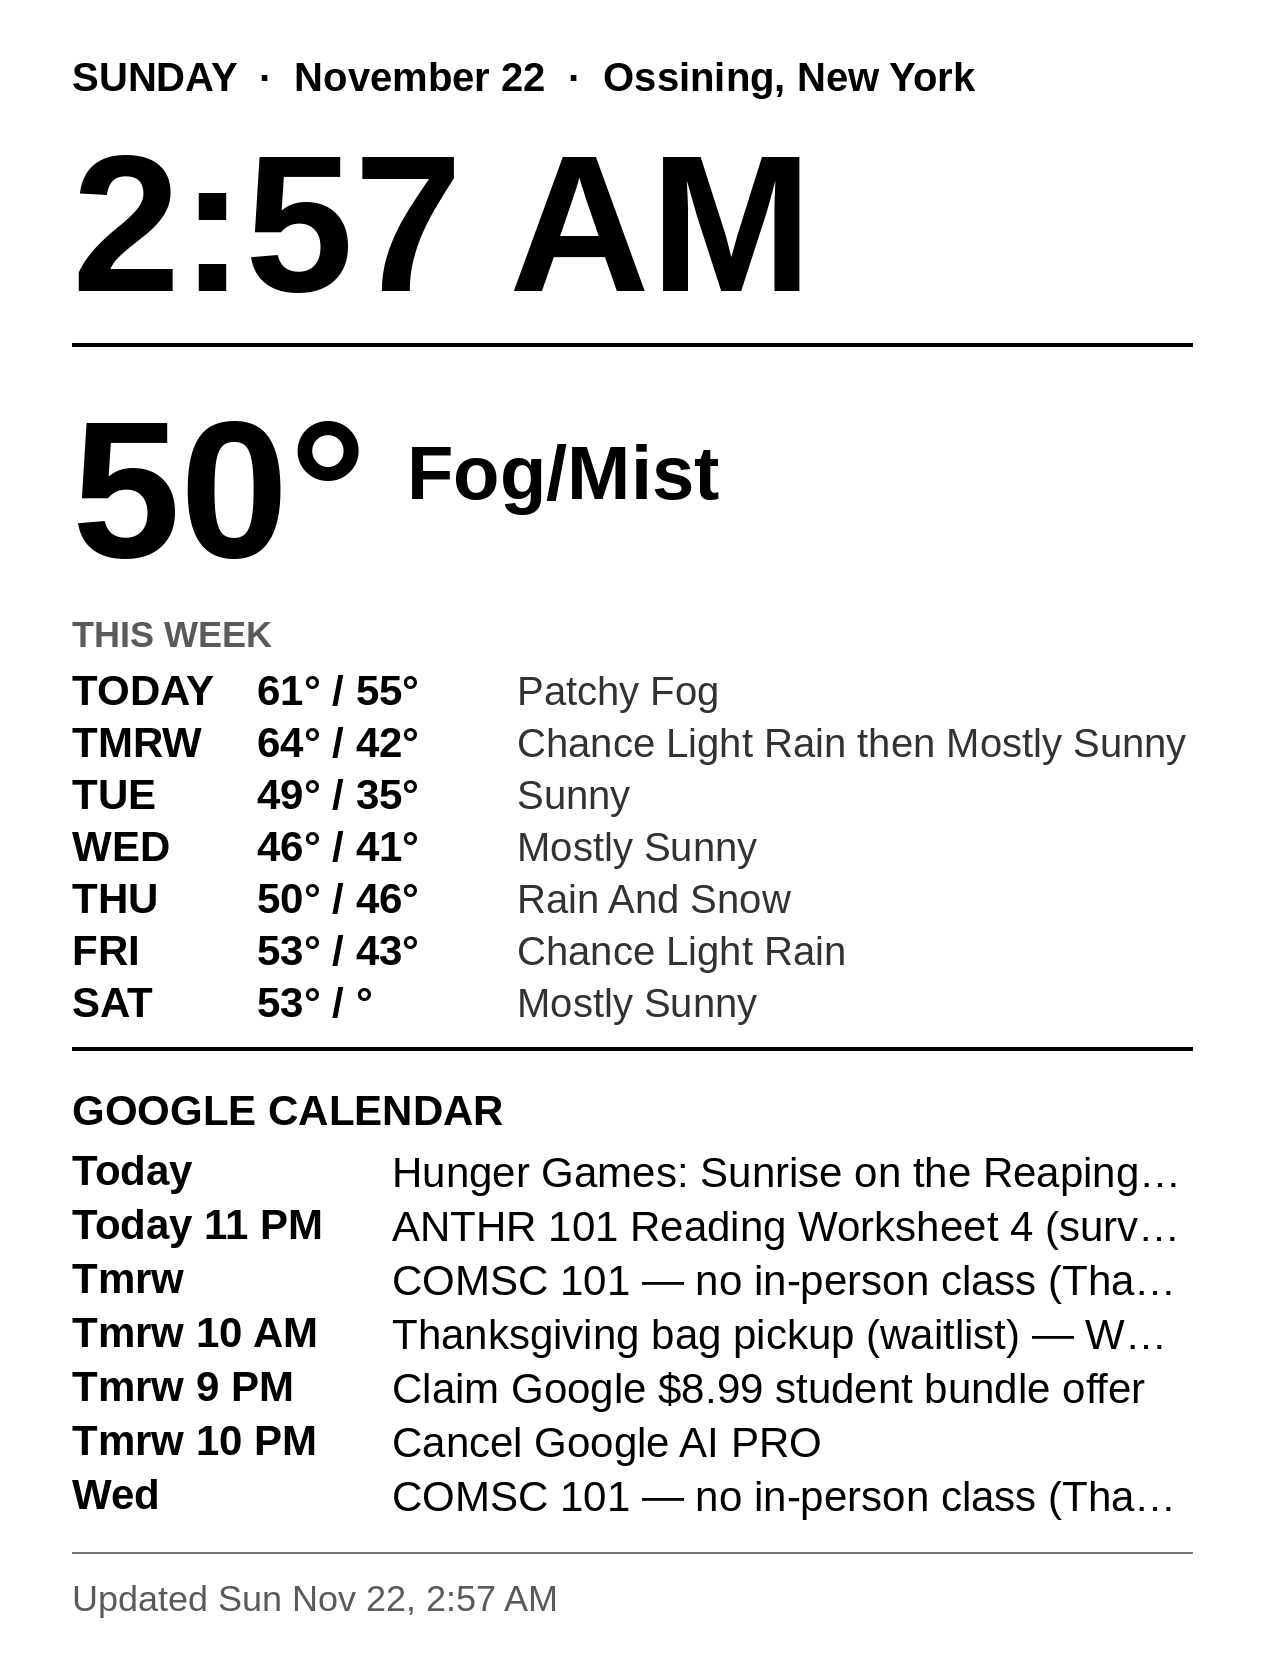 SUNDAY · November 22 · Ossining, New York
2:57 AM
50° Fog/Mist
THIS WEEK
TODAY 61° / 55° Patchy Fog
TMRW 64° / 42° Chance Light Rain then Mostly Sunny
TUE 49° / 35° Sunny
WED 46° / 41° Mostly Sunny
THU 50° / 46° Rain And Snow
FRI 53° / 43° Chance Light Rain
SAT 53° / ° Mostly Sunny
GOOGLE CALENDAR
Today Hunger Games: Sunrise on the Reaping…
Today 11 PM ANTHR 101 Reading Worksheet 4 (surv…
Tmrw COMSC 101 — no in-person class (Tha…
Tmrw 10 AM Thanksgiving bag pickup (waitlist) — W…
Tmrw 9 PM Claim Google $8.99 student bundle offer
Tmrw 10 PM Cancel Google AI PRO
Wed COMSC 101 — no in-person class (Tha…
Updated Sun Nov 22, 2:57 AM